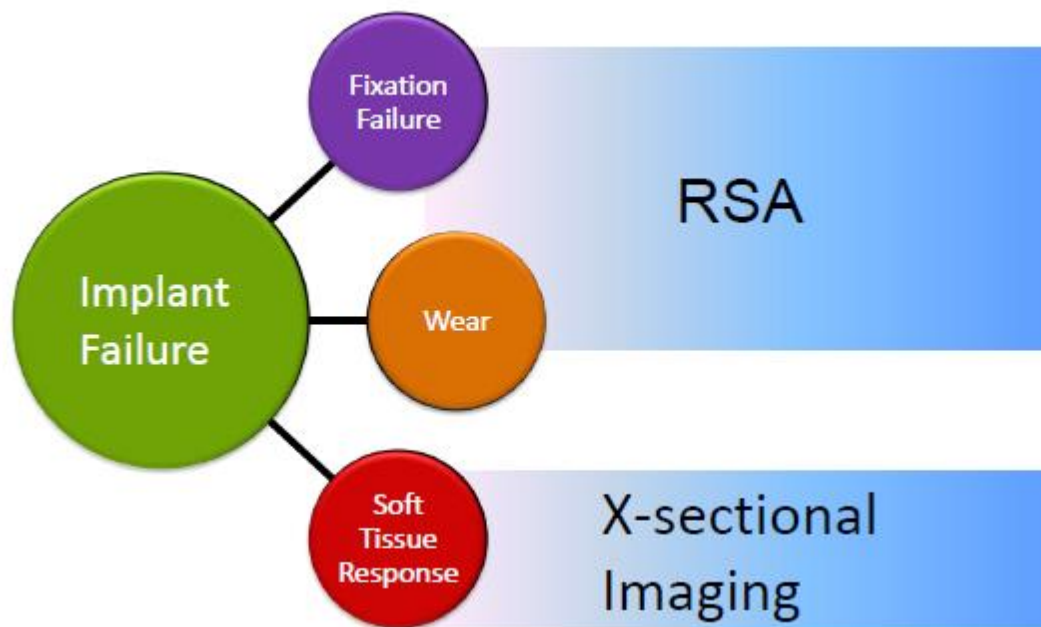 Fixation
Failure
RSA
Implant
Failure
Wear
Soft
Tissue
Response
X-sectional
Imaging